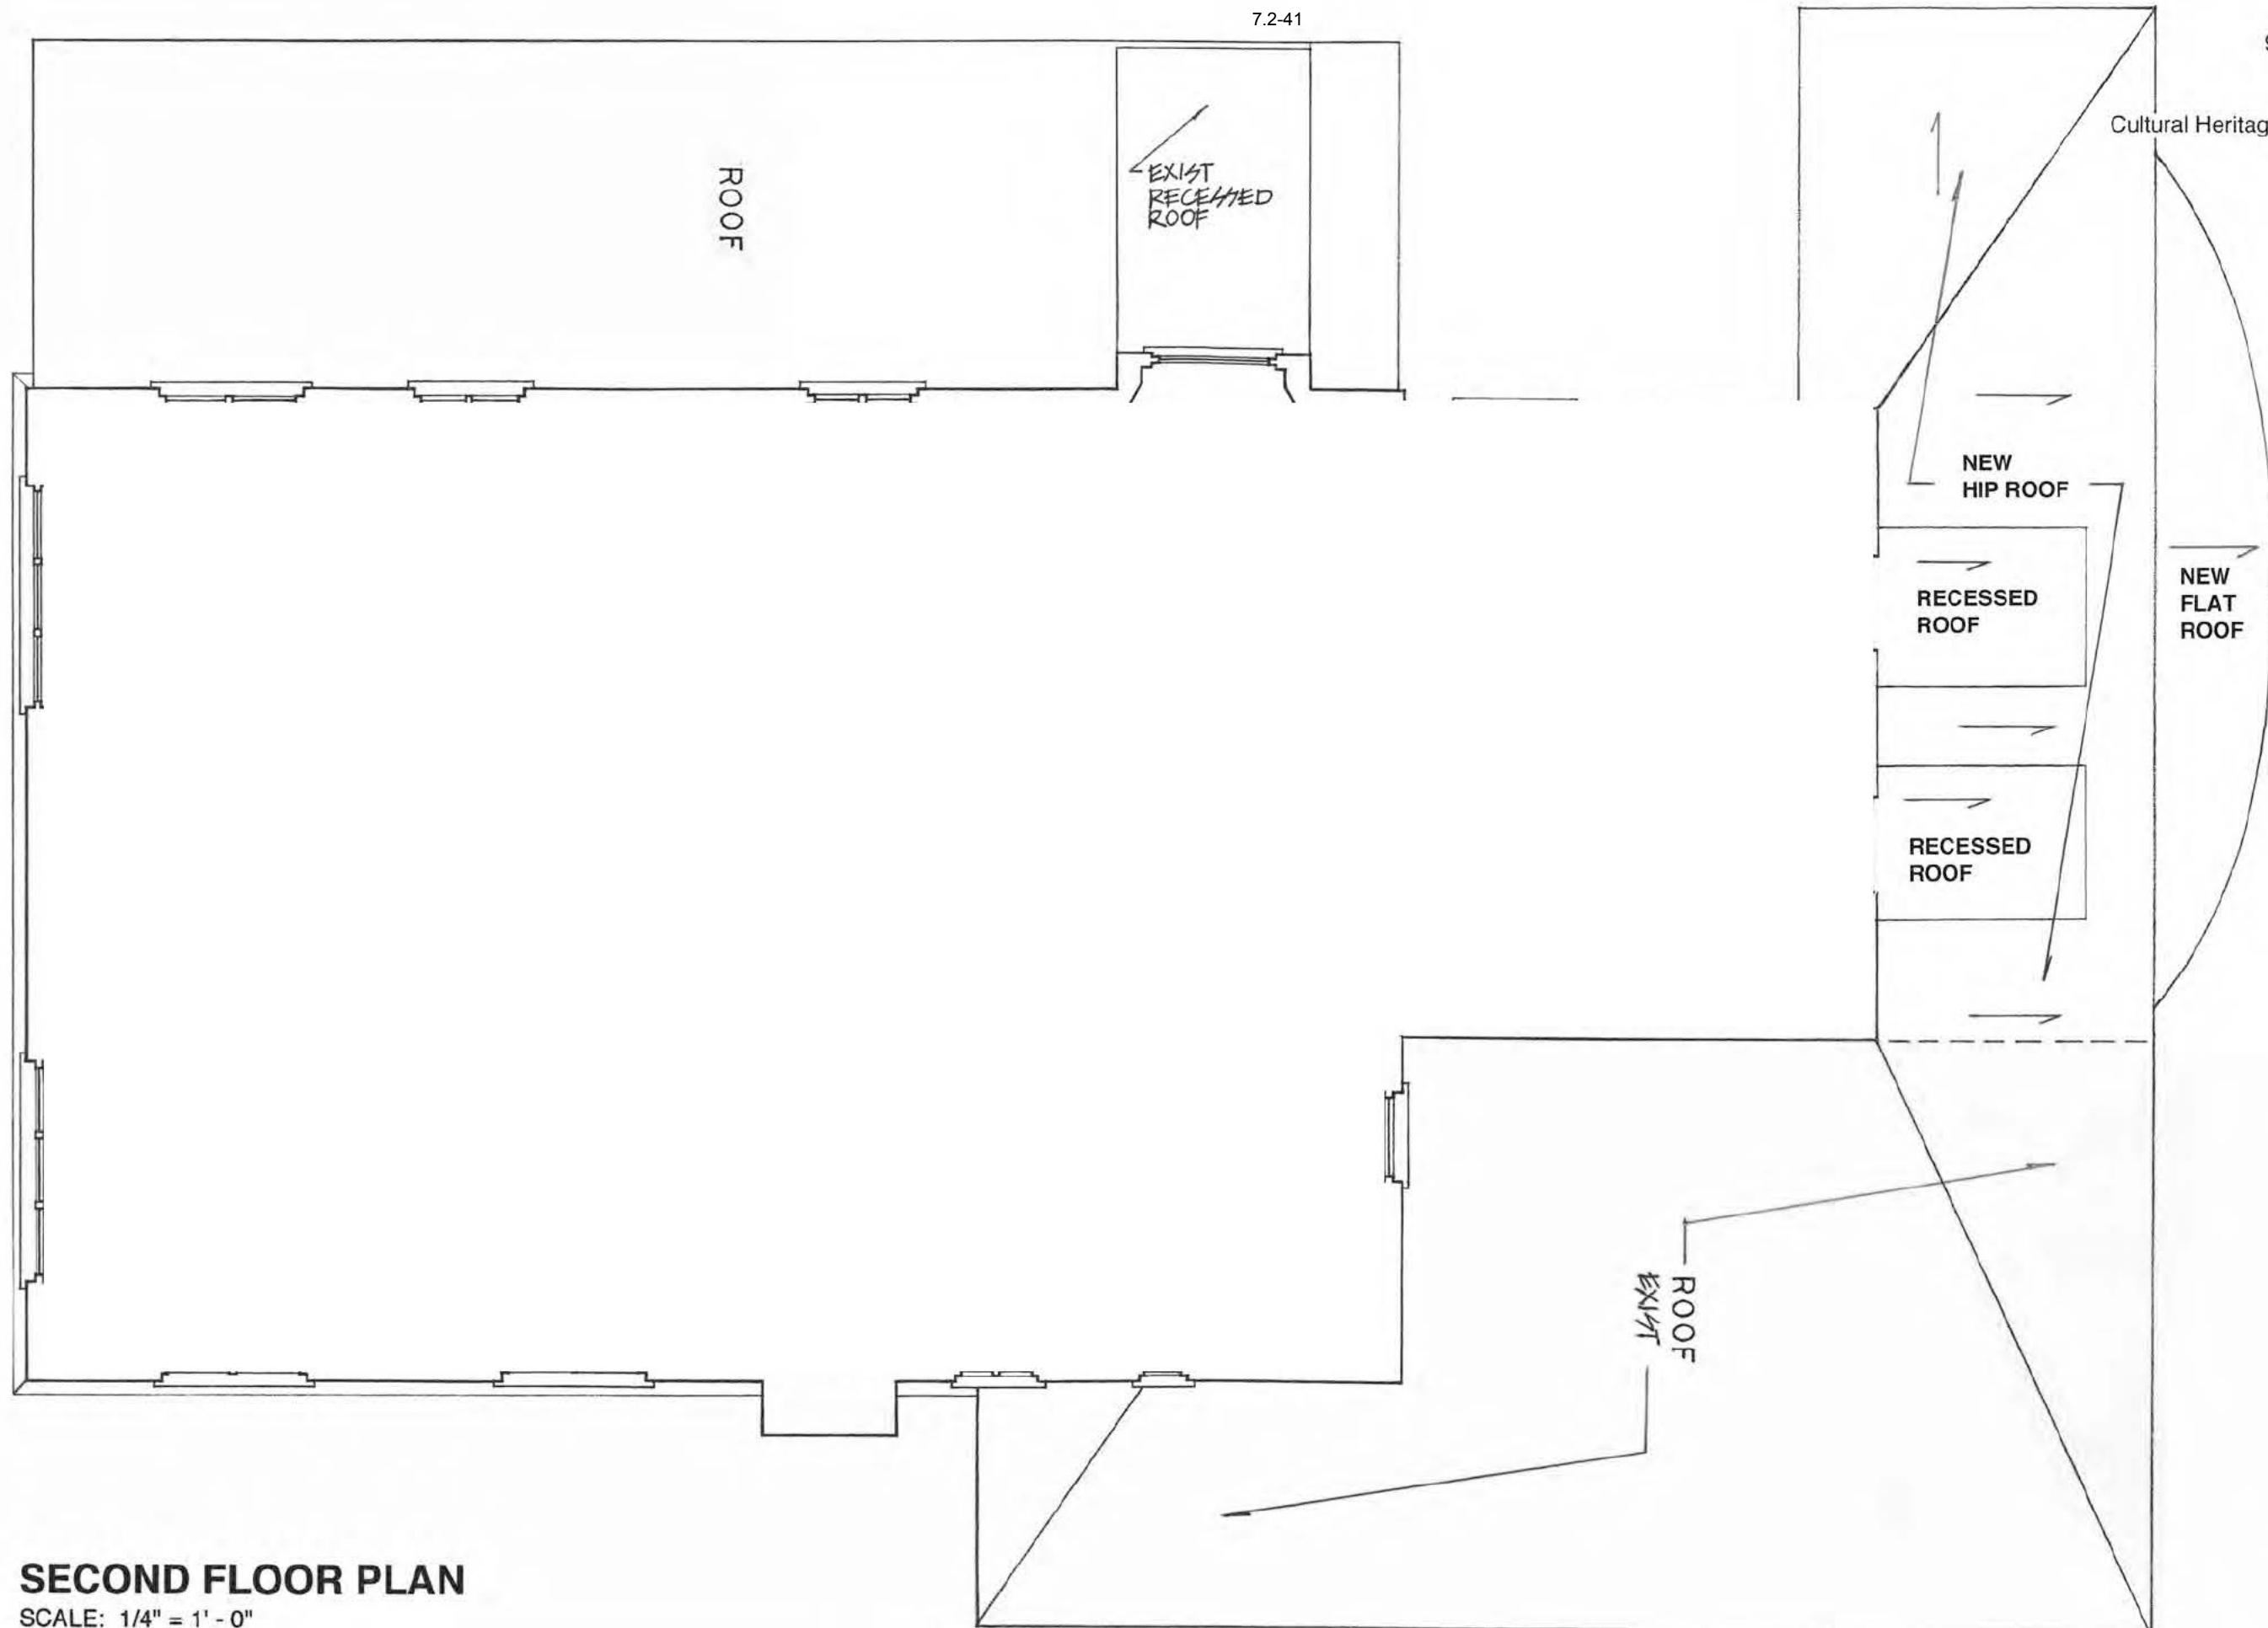 7.2-41
Cultural Heritag
ROOF
EXIST
RECESSED
ROOF
NEW
HIP ROOF
RECESSED
ROOF
NEW
FLAT
ROOF
RECESSED
ROOF
ROOF
EXIST
SECOND FLOOR PLAN
SCALE: 1/4" = 1' - 0"